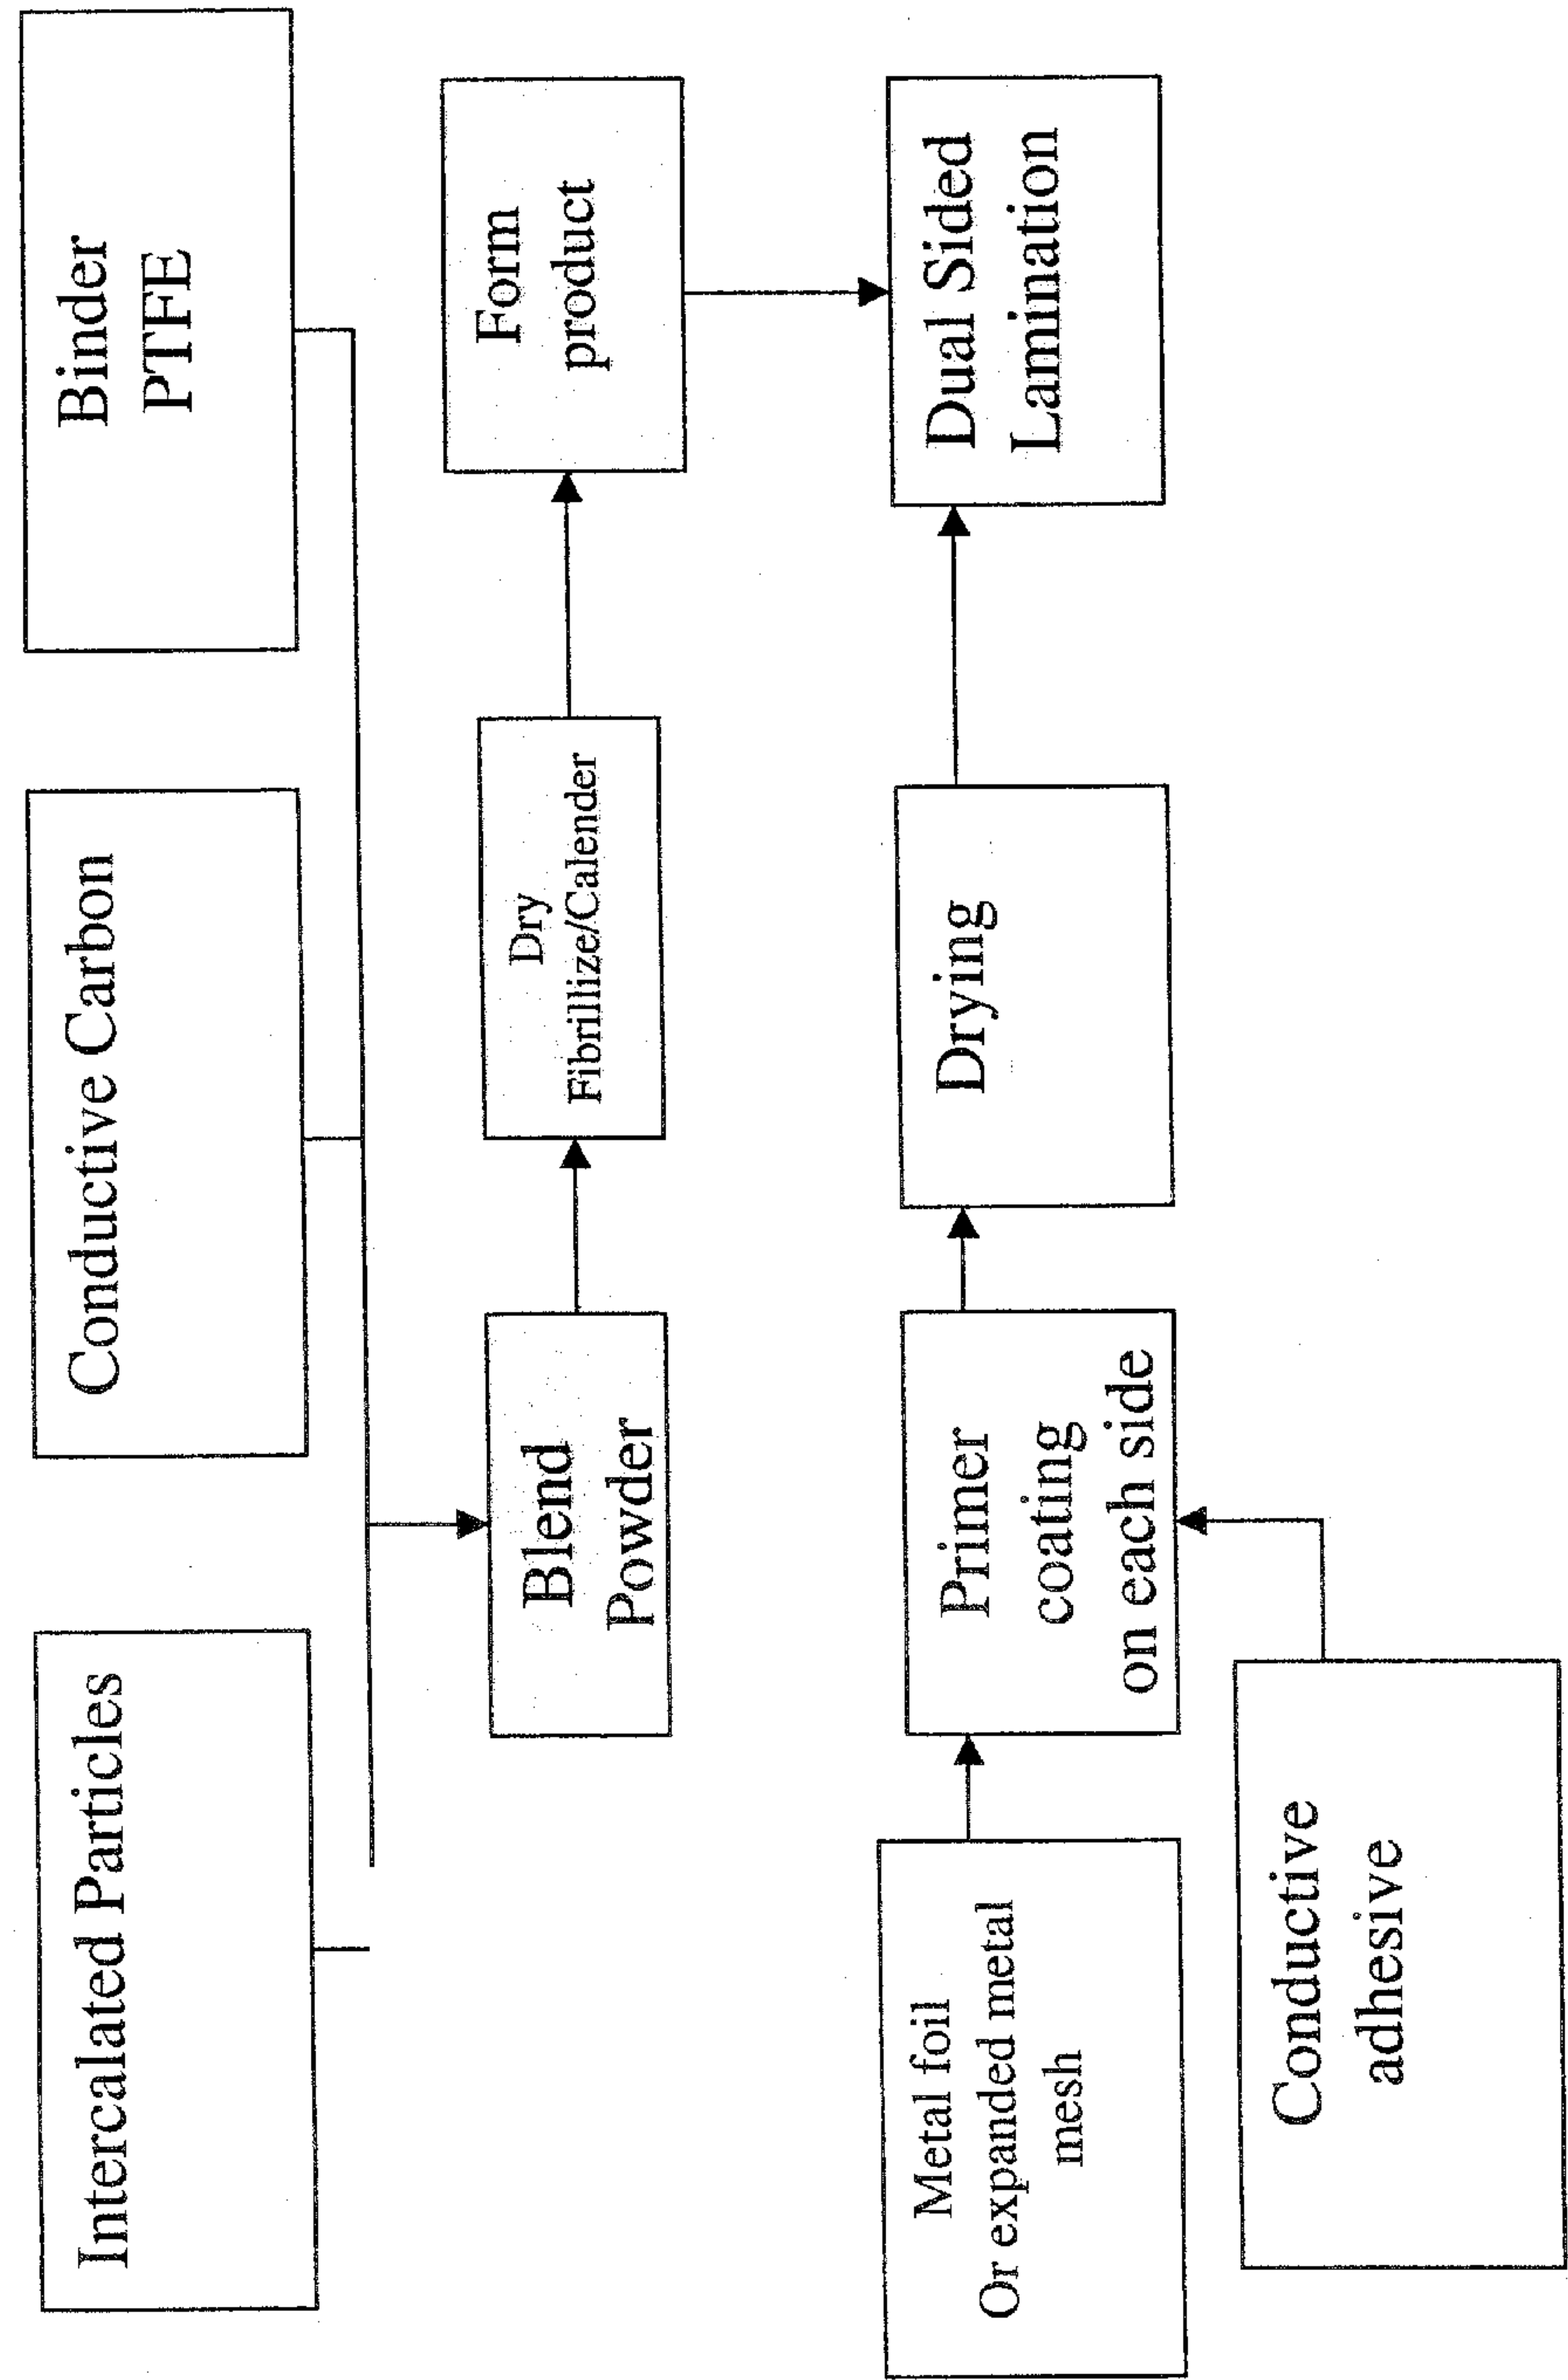 Intercalated Particles
Conductive Carbon
Binder
PTFE
Blend
Powder
Dry
Fibrillize/Calender
Form
product
Metal foil
Or expanded metal
mesh
Primer
coating
on each side
Drying
Dual Sided
Lamination
Conductive
adhesive